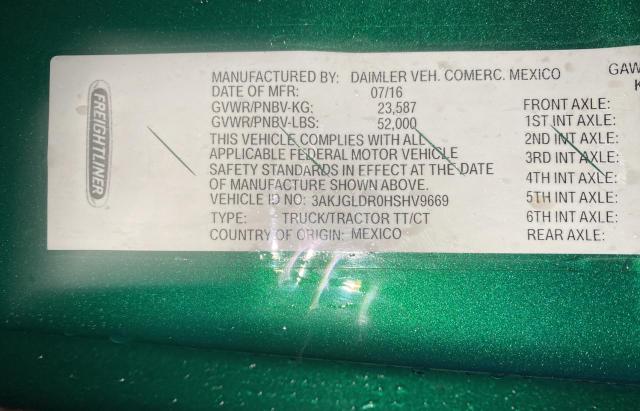 FREIGHTLINER
MANUFACTURED BY: DAIMLER VEH. COMERC. MEXICO
DATE OF MFR: 07/16
GVWR/PNBV-KG: 23,587
GVWR/PNBV-LBS: 52,000
THIS VEHICLE COMPLIES WITH ALL
APPLICABLE FEDERAL MOTOR VEHICLE
SAFETY STANDARDS IN EFFECT AT THE DATE
OF MANUFACTURE SHOWN ABOVE.
VEHICLE ID NO: 3AKJGLDR0HSHV9669
TYPE: TRUCK/TRACTOR TT/CT
COUNTRY OF ORIGIN: MEXICO
GAW
K
FRONT AXLE:
1ST INT AXLE:
2ND INT AXLE:
3RD INT AXLE:
4TH INT AXLE:
5TH INT AXLE:
6TH INT AXLE:
REAR AXLE: